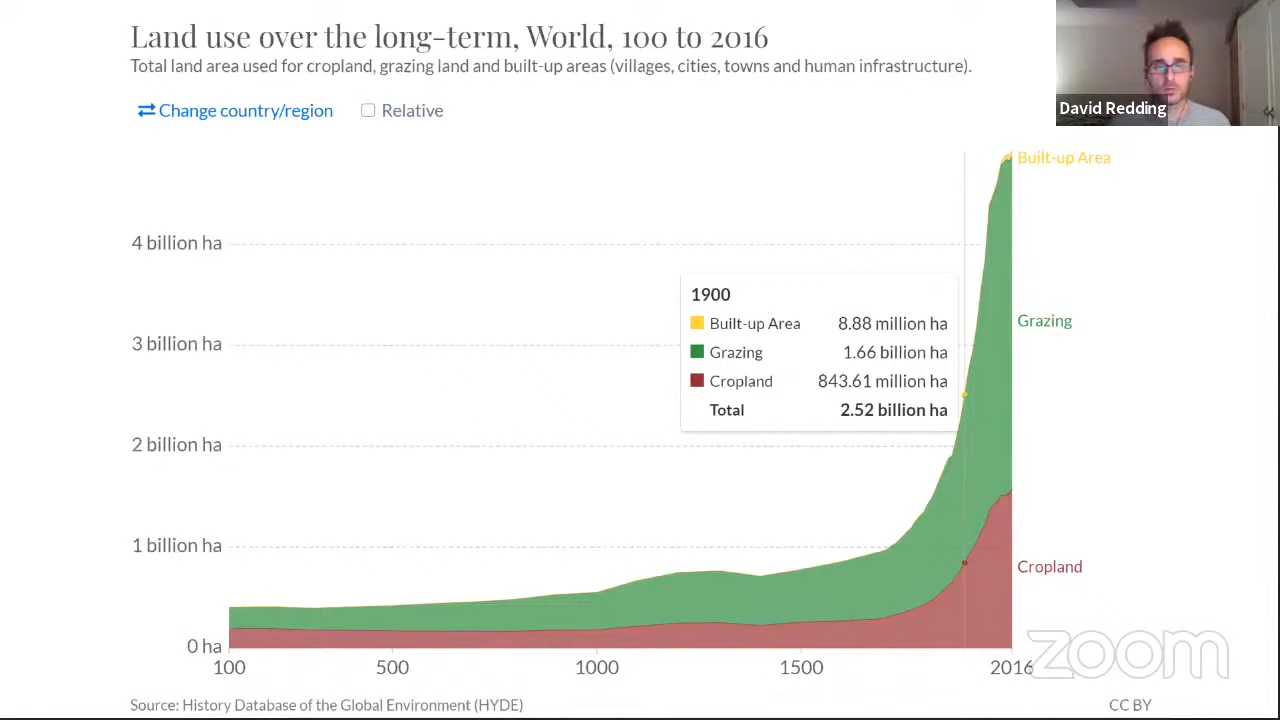 Land use over the long-term, World, 100 to 2016
Total land area used for cropland, grazing land and built-up areas (villages, cities, towns and human infrastructure).
Change country/region
Relative
David Redding
Built-up Area
4 billion ha
1900
Built-up Area 8.88 million ha
Grazing 1.66 billion ha
Cropland 843.61 million ha
Total 2.52 billion ha
Grazing
3 billion ha
2 billion ha
1 billion ha
Cropland
0 ha
100 500 1000 1500 2016
zoom
Source: History Database of the Global Environment (HYDE)
CC BY